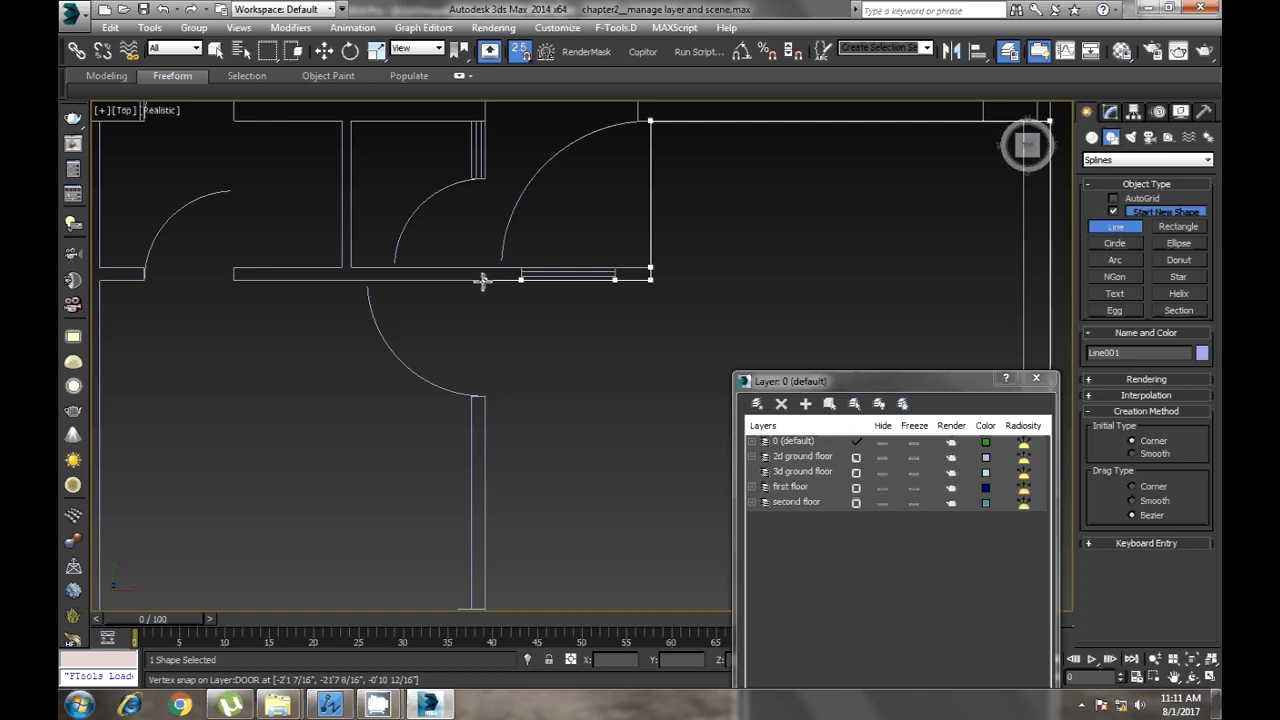 Workspace: Default
Autodesk 3ds Max 2014 x64
chapter2__manage layer and scene.max
Type a keyword or phrase
Edit
Tools
Group
Views
Modifiers
Animation
Graph Editors
Rendering
Customize
F-Tools.D
MAXScript
Help
All
View
2.5
RenderMask
Copitor
Run Script...
Create Selection Se
Modeling
Freeform
Selection
Object Paint
Populate
[+] [Top] [Realistic]
TOP
Splines
Object Type
AutoGrid
Start New Shape
Line
Rectangle
Circle
Ellipse
Arc
Donut
NGon
Star
Text
Helix
Egg
Section
Name and Color
Line001
Rendering
Interpolation
Creation Method
Initial Type
Corner
Smooth
Drag Type
Corner
Smooth
Bezier
Keyboard Entry
Layer: 0 (default)
Layers
Hide
Freeze
Render
Color
Radiosity
0 (default)
2d ground floor
3d ground floor
first floor
second floor
0 / 100
0
5
10
15
20
25
30
35
40
45
50
55
60
65
1 Shape Selected
X:
Y:
Z:
"FTools Load
Vertex snap on Layer:DOOR at [-2'1 7/16", -21'7 8/16", -0'10 12/16"]
0
11:11 AM
8/1/2017